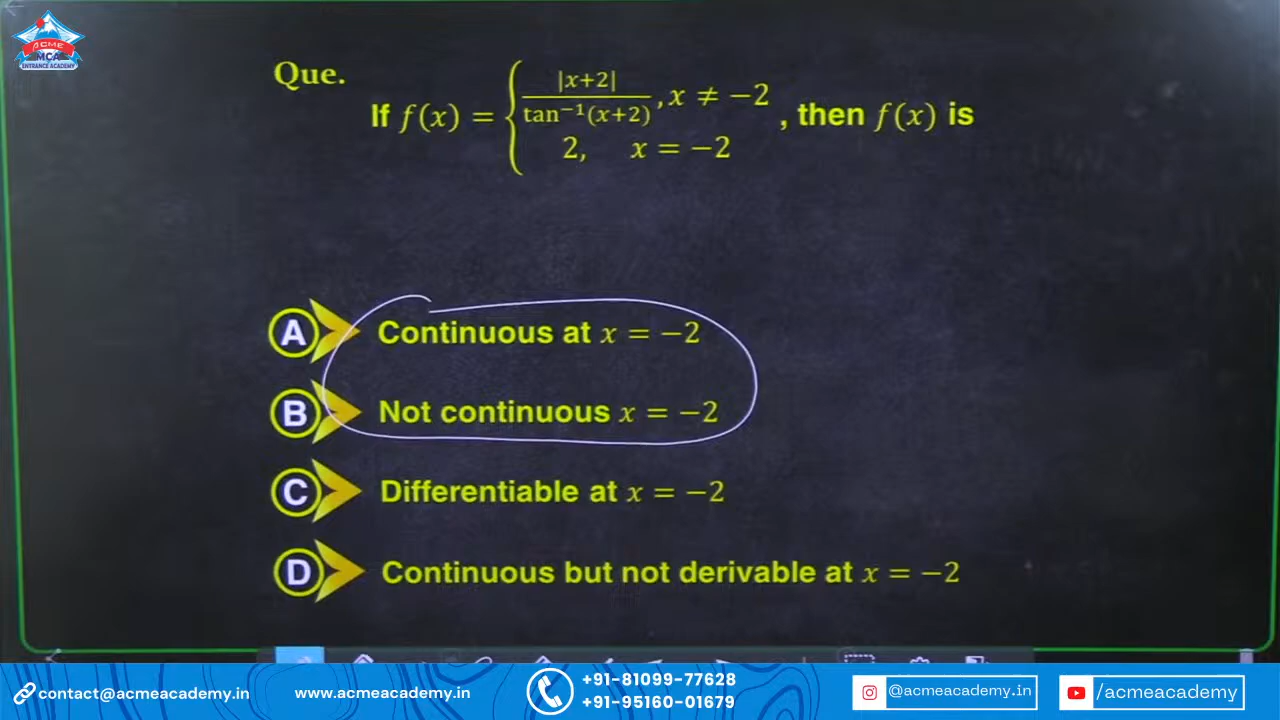 ACME
MCA
ENTRANCE ACADEMY
Que.
If f(x) = { |x+2| / tan⁻¹(x+2), x ≠ −2
2, x = −2 , then f(x) is
A Continuous at x = −2
B Not continuous x = −2
C Differentiable at x = −2
D Continuous but not derivable at x = −2
contact@acmeacademy.in
www.acmeacademy.in
+91-81099-77628
+91-95160-01679
@acmeacademy.in
/acmeacademy